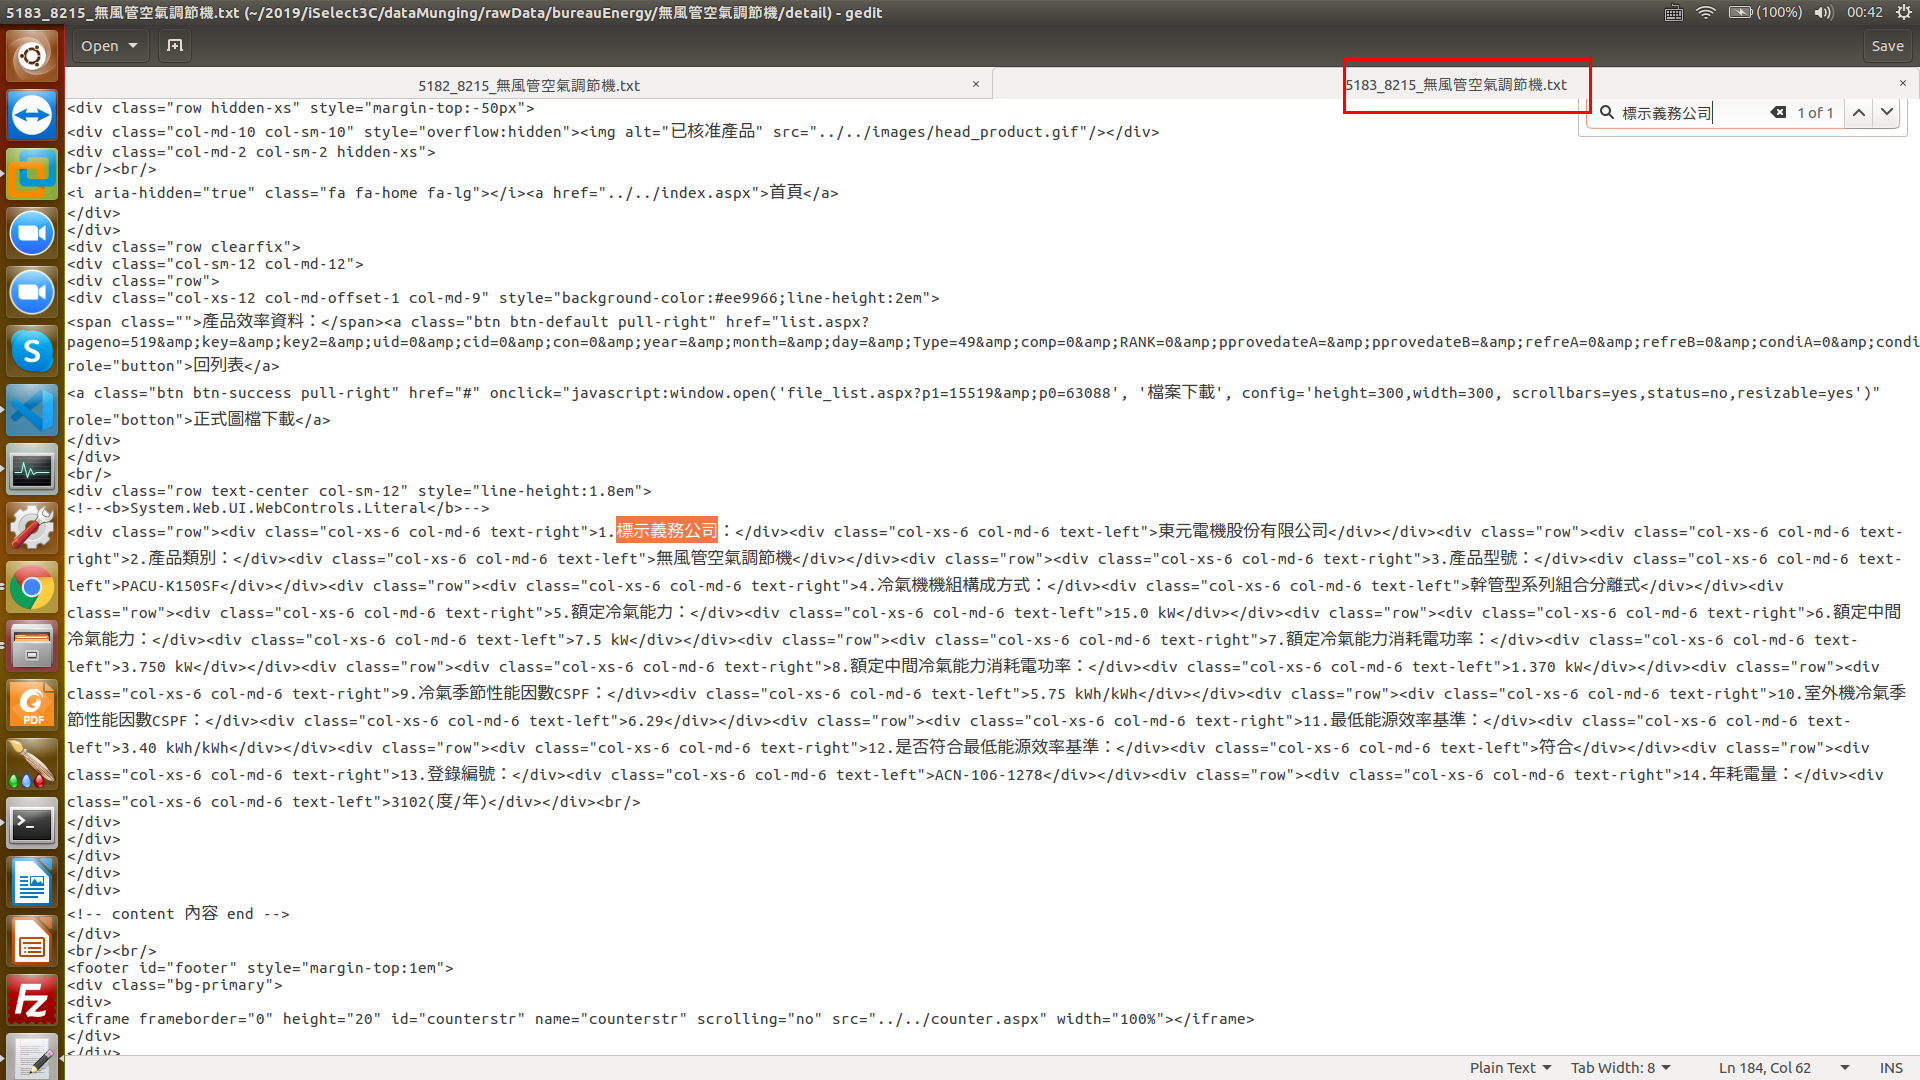 5183_8215_無風管空氣調節機.txt (~/2019/iSelect3C/dataMunging/rawData/bureauEnergy/無風管空氣調節機/detail) - gedit
(100%)
00:42
Open
Save
5182_8215_無風管空氣調節機.txt
5183_8215_無風管空氣調節機.txt
標示義務公司
1 of 1
<div class="row hidden-xs" style="margin-top:-50px">
<div class="col-md-10 col-sm-10" style="overflow:hidden"><img alt="已核准產品" src="../../images/head_product.gif"/></div>
<div class="col-md-2 col-sm-2 hidden-xs">
<br/><br/>
<i aria-hidden="true" class="fa fa-home fa-lg"></i><a href="../../index.aspx">首頁</a>
</div>
</div>
<div class="row clearfix">
<div class="col-sm-12 col-md-12">
<div class="row">
<div class="col-xs-12 col-md-offset-1 col-md-9" style="background-color:#ee9966;line-height:2em">
<span class="">產品效率資料：</span><a class="btn btn-default pull-right" href="list.aspx?
pageno=519&amp;key=&amp;key2=&amp;uid=0&amp;cid=0&amp;con=0&amp;year=&amp;month=&amp;day=&amp;Type=49&amp;comp=0&amp;RANK=0&amp;pprovedateA=&amp;pprovedateB=&amp;refreA=0&amp;refreB=0&amp;condiA=0&amp;condi
role="button">回列表</a>
<a class="btn btn-success pull-right" href="#" onclick="javascript:window.open('file_list.aspx?p1=15519&amp;p0=63088', '檔案下載', config='height=300,width=300, scrollbars=yes,status=no,resizable=yes')"
role="botton">正式圖檔下載</a>
</div>
</div>
<br/>
<div class="row text-center col-sm-12" style="line-height:1.8em">
<!--<b>System.Web.UI.WebControls.Literal</b>-->
<div class="row"><div class="col-xs-6 col-md-6 text-right">1.標示義務公司：</div><div class="col-xs-6 col-md-6 text-left">東元電機股份有限公司</div></div><div class="row"><div class="col-xs-6 col-md-6 text-
right">2.產品類別：</div><div class="col-xs-6 col-md-6 text-left">無風管空氣調節機</div></div><div class="row"><div class="col-xs-6 col-md-6 text-right">3.產品型號：</div><div class="col-xs-6 col-md-6 text-
left">PACU-K150SF</div></div><div class="row"><div class="col-xs-6 col-md-6 text-right">4.冷氣機機組構成方式：</div><div class="col-xs-6 col-md-6 text-left">幹管型系列組合分離式</div></div><div
class="row"><div class="col-xs-6 col-md-6 text-right">5.額定冷氣能力：</div><div class="col-xs-6 col-md-6 text-left">15.0 kW</div></div><div class="row"><div class="col-xs-6 col-md-6 text-right">6.額定中間
冷氣能力：</div><div class="col-xs-6 col-md-6 text-left">7.5 kW</div></div><div class="row"><div class="col-xs-6 col-md-6 text-right">7.額定冷氣能力消耗電功率：</div><div class="col-xs-6 col-md-6 text-
left">3.750 kW</div></div><div class="row"><div class="col-xs-6 col-md-6 text-right">8.額定中間冷氣能力消耗電功率：</div><div class="col-xs-6 col-md-6 text-left">1.370 kW</div></div><div class="row"><div
class="col-xs-6 col-md-6 text-right">9.冷氣季節性能因數CSPF：</div><div class="col-xs-6 col-md-6 text-left">5.75 kWh/kWh</div></div><div class="row"><div class="col-xs-6 col-md-6 text-right">10.室外機冷氣季
節性能因數CSPF：</div><div class="col-xs-6 col-md-6 text-left">6.29</div></div><div class="row"><div class="col-xs-6 col-md-6 text-right">11.最低能源效率基準：</div><div class="col-xs-6 col-md-6 text-
left">3.40 kWh/kWh</div></div><div class="row"><div class="col-xs-6 col-md-6 text-right">12.是否符合最低能源效率基準：</div><div class="col-xs-6 col-md-6 text-left">符合</div></div><div class="row"><div
class="col-xs-6 col-md-6 text-right">13.登錄編號：</div><div class="col-xs-6 col-md-6 text-left">ACN-106-1278</div></div><div class="row"><div class="col-xs-6 col-md-6 text-right">14.年耗電量：</div><div
class="col-xs-6 col-md-6 text-left">3102(度/年)</div></div><br/>
</div>
</div>
</div>
</div>
</div>
<!-- content 內容 end -->
</div>
<br/><br/>
<footer id="footer" style="margin-top:1em">
<div class="bg-primary">
<div>
<iframe frameborder="0" height="20" id="counterstr" name="counterstr" scrolling="no" src="../../counter.aspx" width="100%"></iframe>
</div>
</div>
PDF
Plain Text
Tab Width: 8
Ln 184, Col 62
INS